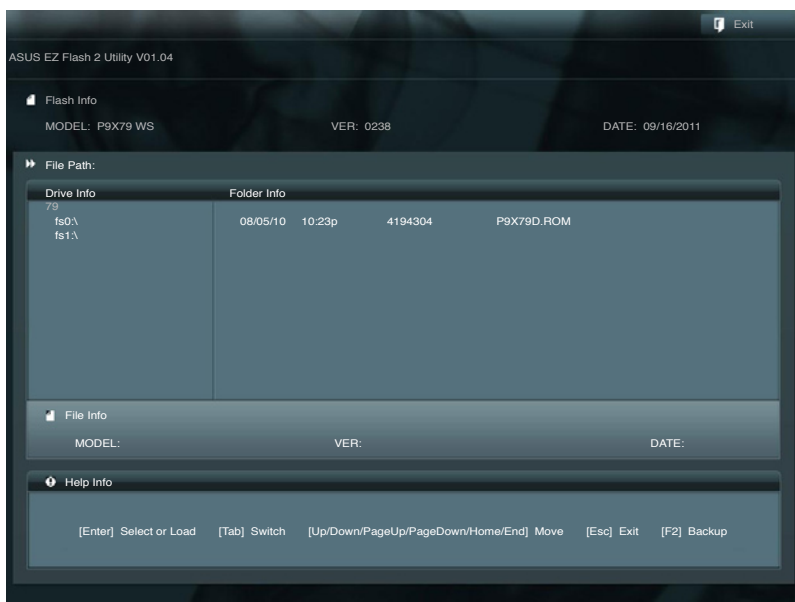 Exit
ASUS EZ Flash 2 Utility V01.04
Flash Info
MODEL: P9X79 WS VER: 0238 DATE: 09/16/2011
File Path:
Drive Info Folder Info
79
fs0:\ 08/05/10 10:23p 4194304 P9X79D.ROM
fs1:\
File Info
MODEL: VER: DATE:
Help Info
[Enter] Select or Load [Tab] Switch [Up/Down/PageUp/PageDown/Home/End] Move [Esc] Exit [F2] Backup